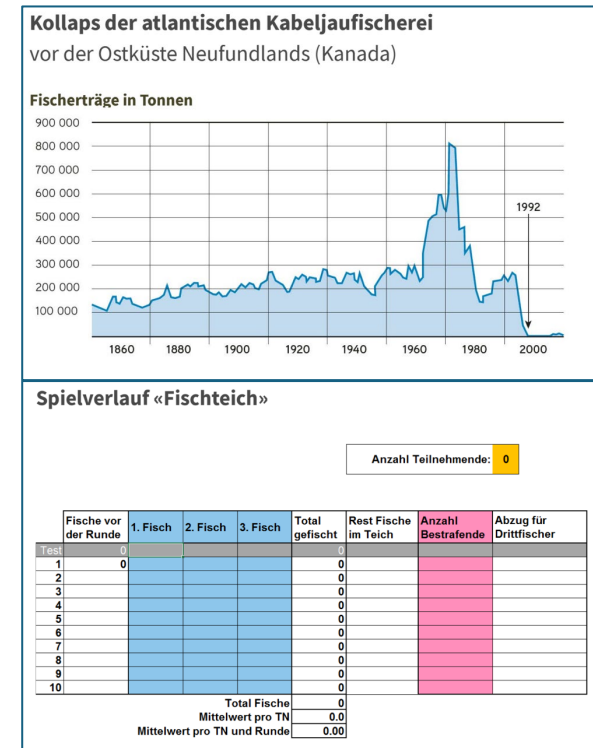 Kollaps der atlantischen Kabeljaufischerei
vor der Ostküste Neufundlands (Kanada)
Fischerträge in Tonnen
900 000
800 000
700 000
600 000
500 000
400 000
300 000
200 000
100 000
1992
1860 1880 1900 1920 1940 1960 1980 2000
Spielverlauf «Fischteich»
Anzahl Teilnehmende: 0
Fische vor der Runde 1. Fisch 2. Fisch 3. Fisch Total gefischt Rest Fische im Teich Anzahl Bestrafende Abzug für Drittfischer
Test 0 0
1 0 0
2 0
3 0
4 0
5 0
6 0
7 0
8 0
9 0
10 0
Total Fische 0
Mittelwert pro TN 0.0
Mittelwert pro TN und Runde 0.00